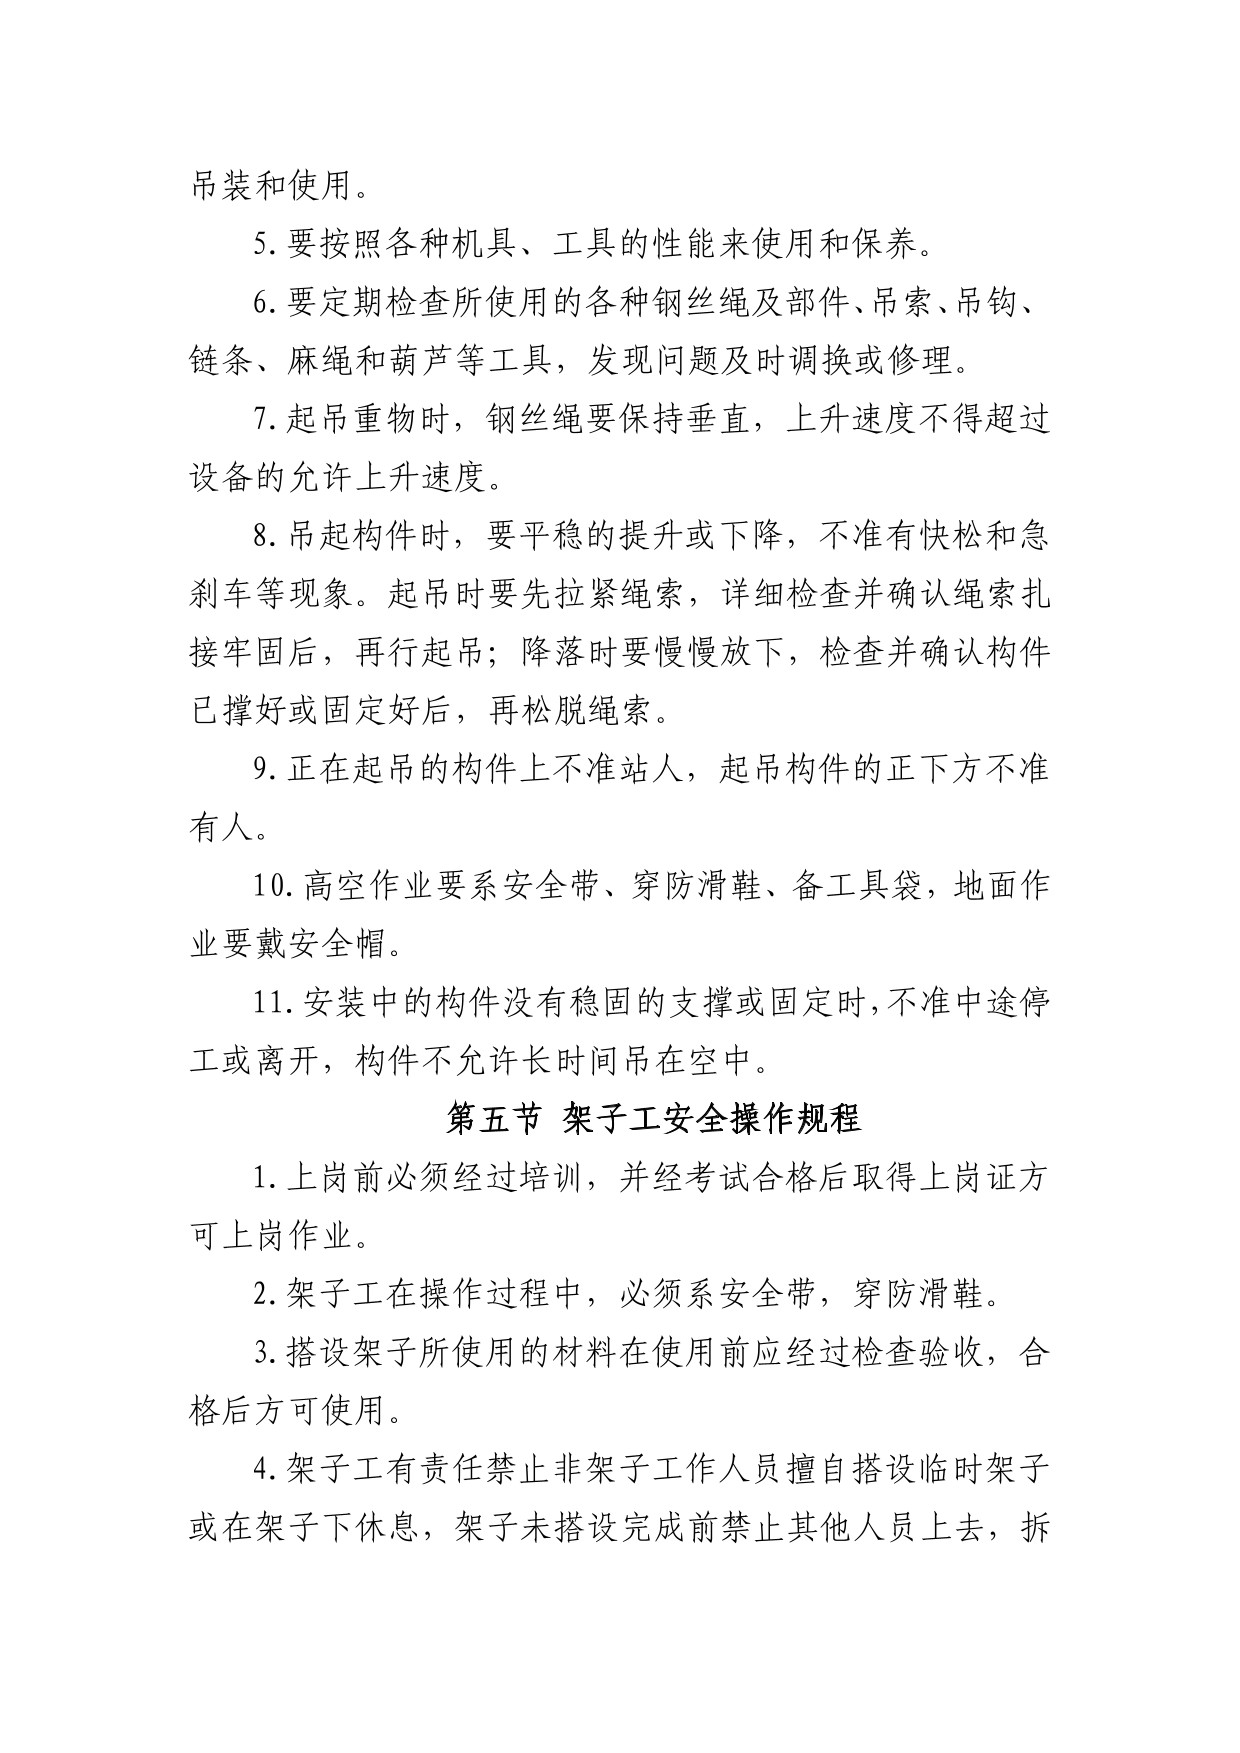 吊装和使用。
5.要按照各种机具、工具的性能来使用和保养。
6.要定期检查所使用的各种钢丝绳及部件、吊索、吊钩、
链条、麻绳和葫芦等工具，发现问题及时调换或修理。
7.起吊重物时，钢丝绳要保持垂直，上升速度不得超过
设备的允许上升速度。
8.吊起构件时，要平稳的提升或下降，不准有快松和急
刹车等现象。起吊时要先拉紧绳索，详细检查并确认绳索扎
接牢固后，再行起吊；降落时要慢慢放下，检查并确认构件
已撑好或固定好后，再松脱绳索。
9.正在起吊的构件上不准站人，起吊构件的正下方不准
有人。
10.高空作业要系安全带、穿防滑鞋、备工具袋，地面作
业要戴安全帽。
11.安装中的构件没有稳固的支撑或固定时，不准中途停
工或离开，构件不允许长时间吊在空中。
第五节 架子工安全操作规程
1.上岗前必须经过培训，并经考试合格后取得上岗证方
可上岗作业。
2.架子工在操作过程中，必须系安全带，穿防滑鞋。
3.搭设架子所使用的材料在使用前应经过检查验收，合
格后方可使用。
4.架子工有责任禁止非架子工作人员擅自搭设临时架子
或在架子下休息，架子未搭设完成前禁止其他人员上去，拆